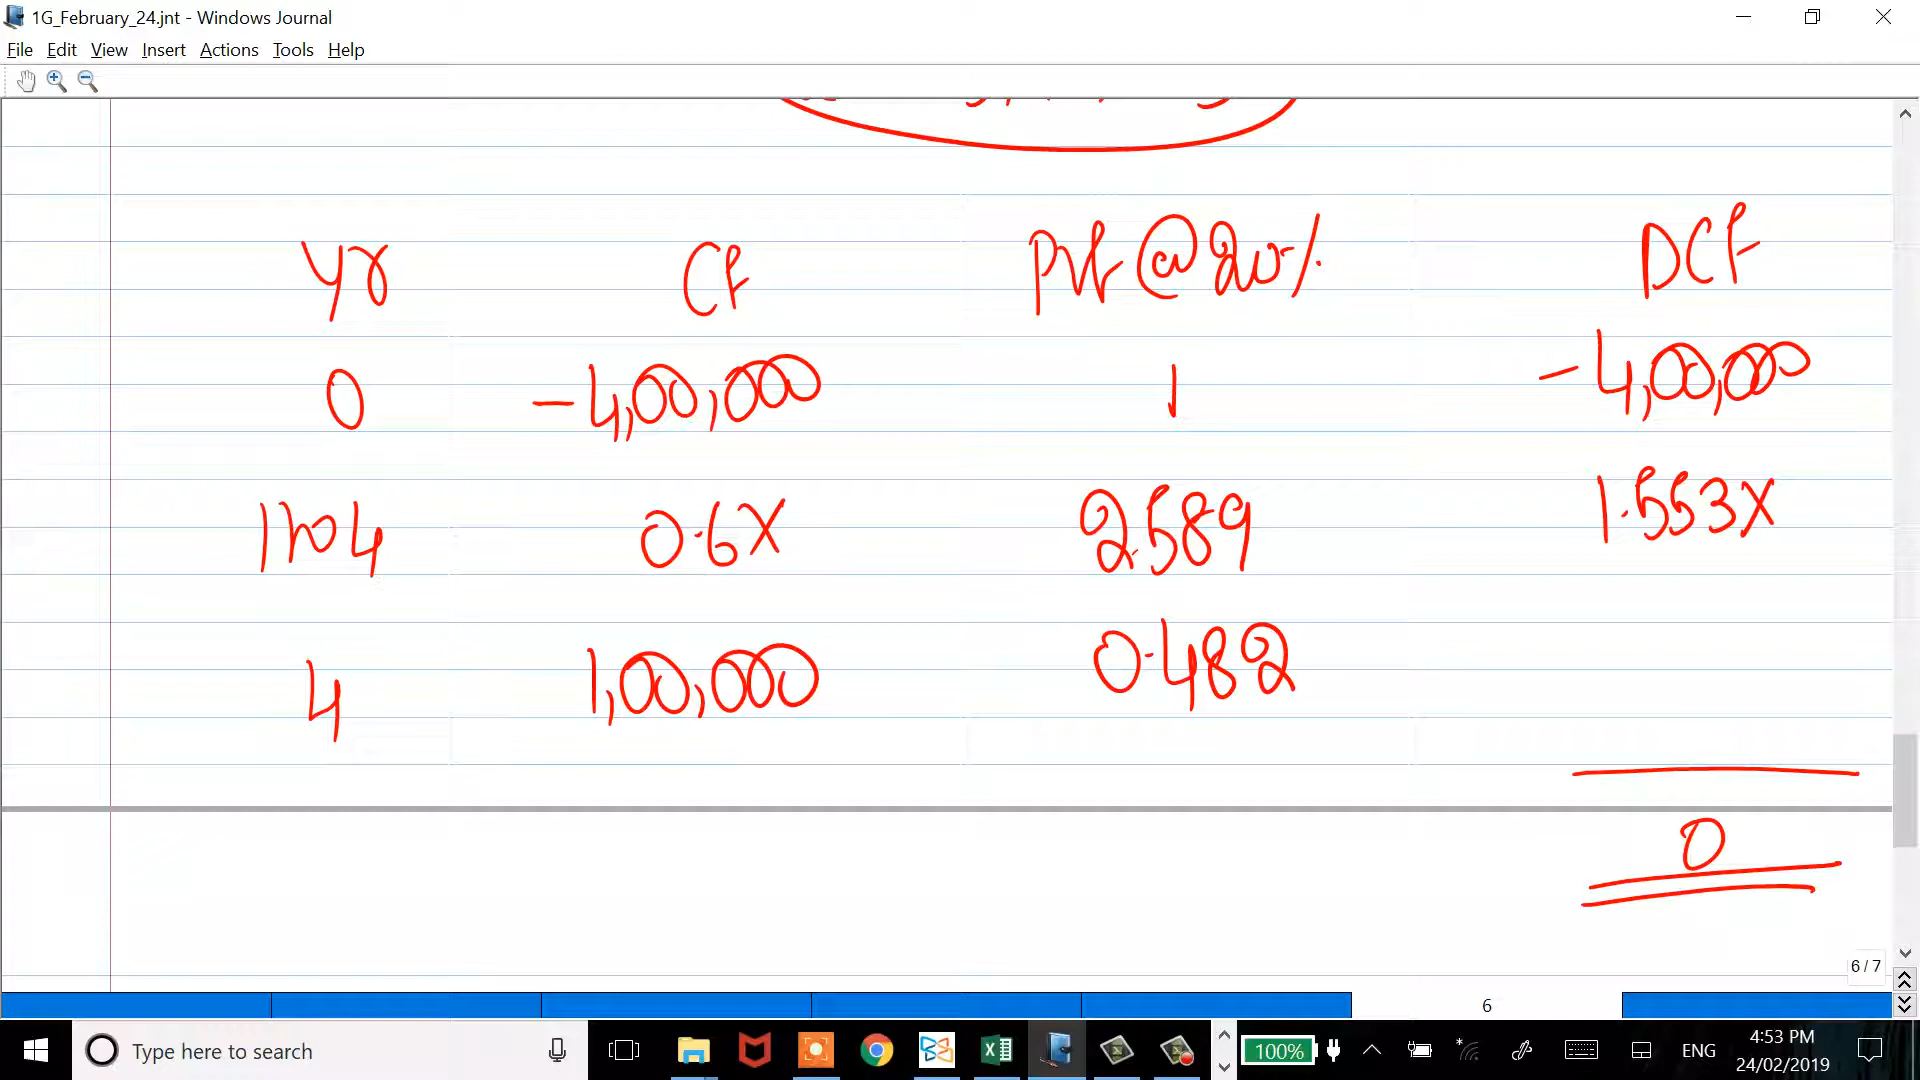 1G_February_24.jnt - Windows Journal
File Edit View Insert Actions Tools Help
Yr CF Pvf @ 20% DCF
0 -4,00,000 1 -4,00,000
1 to 4 0.6X 2.589 1.553X
4 1,00,000 0.482
0
6 / 7
6
Type here to search 100% ENG 4:53 PM
24/02/2019